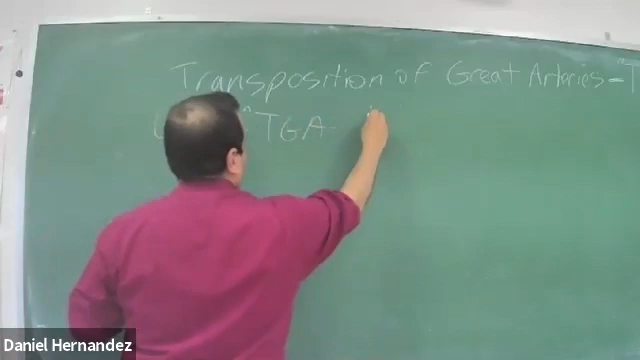 Transposition of Great Arteries - T
TGA -
Daniel Hernandez